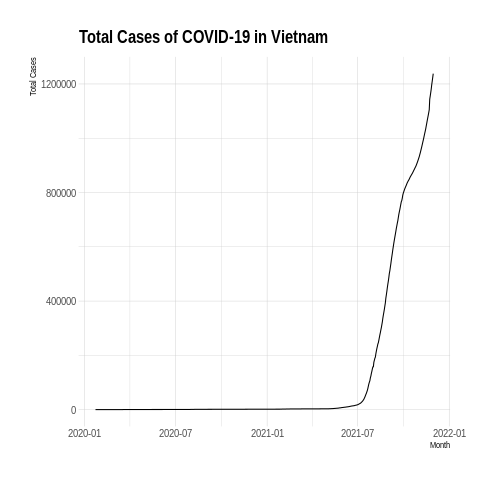 Total Cases of COVID-19 in Vietnam
Total Cases
1200000
800000
400000
0
2020-01 2020-07 2021-01 2021-07 2022-01
Month